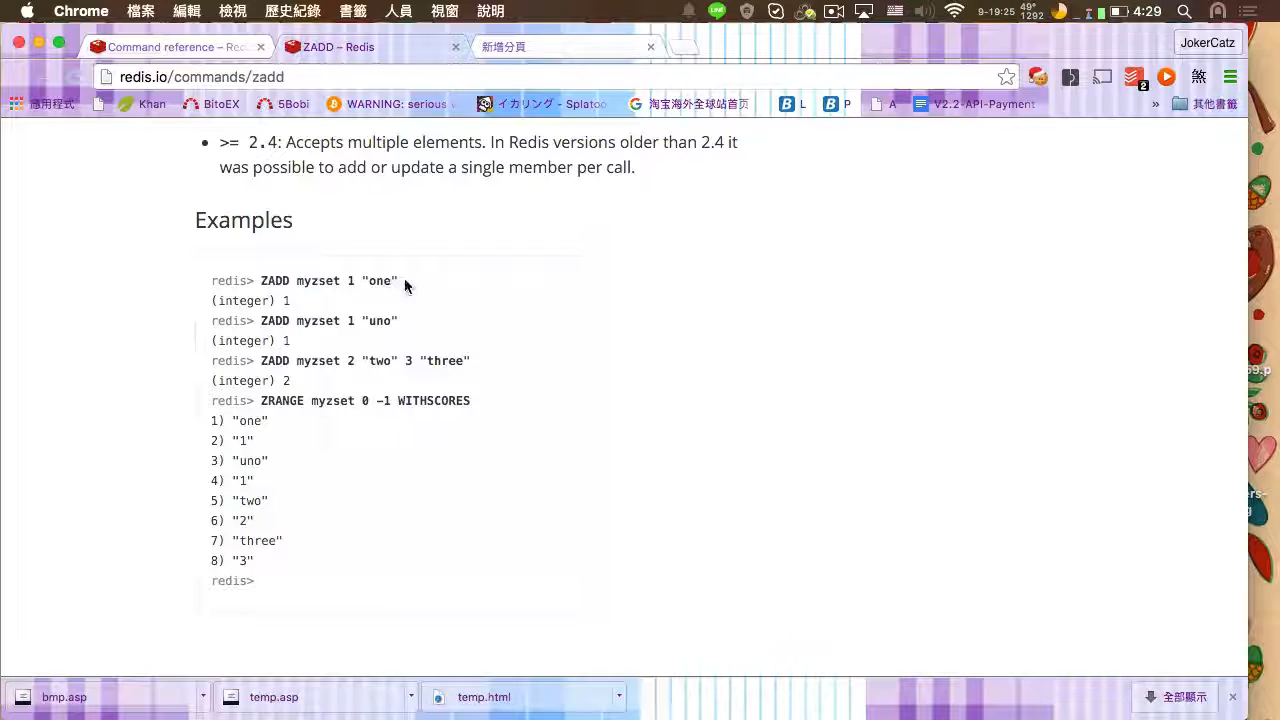 Chrome 檔案 編輯 檢視 歷史紀錄 書籤 人員 視窗 說明 9-19:25 49° 1292 4:29
Command reference – Redi
ZADD – Redis
新增分頁
JokerCatz
redis.io/commands/zadd
2
應用程式 Khan BitoEX 5Bobi WARNING: serious イカリング - Splatoo 淘宝海外全球站首页 L P A V2.2-API-Payment » 其他書籤
>= 2.4: Accepts multiple elements. In Redis versions older than 2.4 it
was possible to add or update a single member per call.
Examples
redis> ZADD myzset 1 "one"
(integer) 1
redis> ZADD myzset 1 "uno"
(integer) 1
redis> ZADD myzset 2 "two" 3 "three"
(integer) 2
redis> ZRANGE myzset 0 -1 WITHSCORES
1) "one"
2) "1"
3) "uno"
4) "1"
5) "two"
6) "2"
7) "three"
8) "3"
redis>
bmp.asp
temp.asp
temp.html
全部顯示